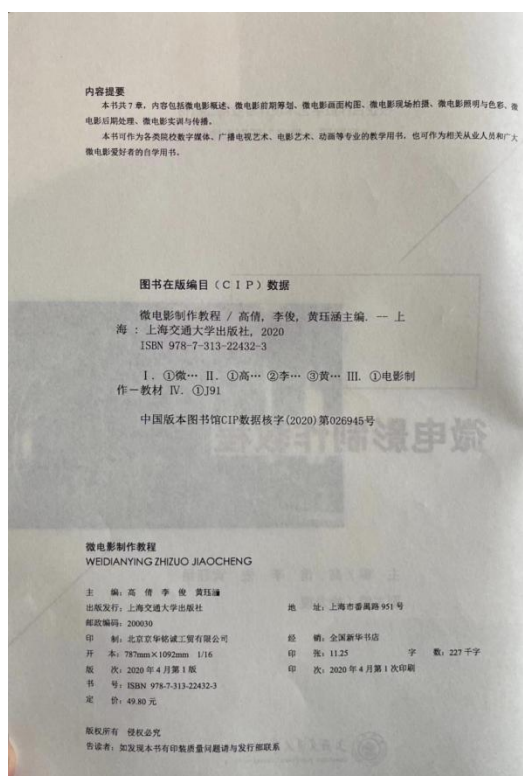 内容提要
本书共7章，内容包括微电影概述、微电影前期筹划、微电影画面构图、微电影现场拍摄、微电影照明与色彩、微
电影后期处理、微电影实训与传播。
本书可作为各类院校数字媒体、广播电视艺术、电影艺术、动画等专业的教学用书，也可作为相关从业人员和广大
微电影爱好者的自学用书。
图书在版编目（CIP）数据
微电影制作教程 / 高倩, 李俊, 黄珏涵主编. -- 上
海 : 上海交通大学出版社, 2020
ISBN 978-7-313-22432-3
Ⅰ. ①微… Ⅱ. ①高… ②李… ③黄… Ⅲ. ①电影制
作－教材 Ⅳ. ①J91
中国版本图书馆CIP数据核字(2020)第026945号
微电影制作教程
微电影制作教程
WEIDIANYING ZHIZUO JIAOCHENG
主 编：高 倩 李 俊 黄珏涵
出版发行：上海交通大学出版社 地 址：上海市番禺路 951 号
邮政编码：200030
印 制：北京京华铭诚工贸有限公司 经 销：全国新华书店
开 本：787mm×1092mm 1/16 印 张：11.25 字 数：227 千字
版 次：2020 年 4 月第 1 版 印 次：2020 年 4 月第 1 次印刷
书 号：ISBN 978-7-313-22432-3
定 价：49.80 元
版权所有 侵权必究
告读者：如发现本书有印装质量问题请与发行部联系